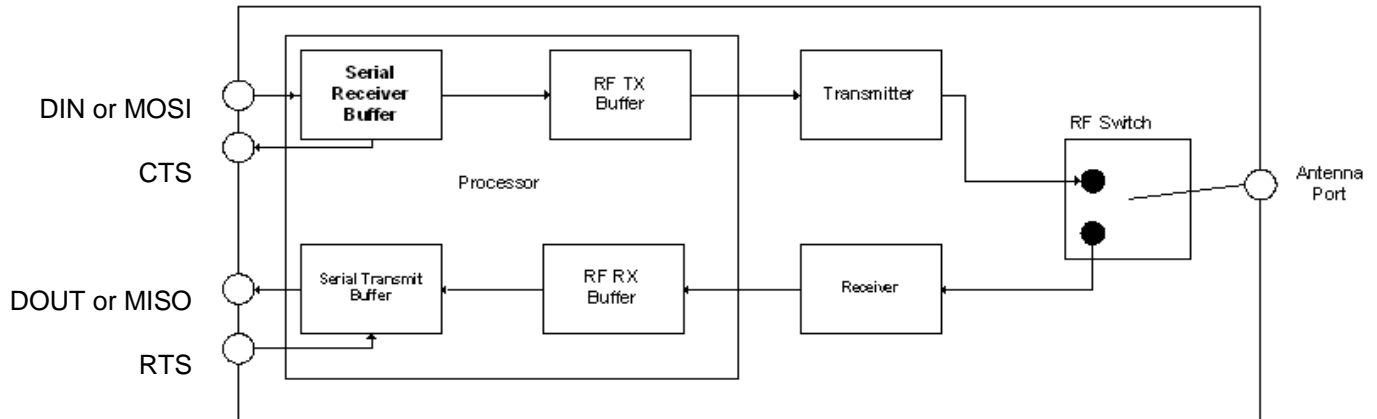 DIN or MOSI
CTS
DOUT or MISO
RTS
Serial
Receiver
Buffer
RF TX
Buffer
Transmitter
RF Switch
Antenna
Port
Processor
Serial Transmit
Buffer
RF RX
Buffer
Receiver